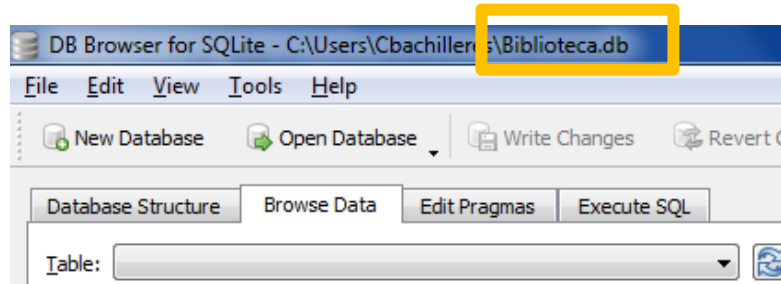 DB Browser for SQLite - C:\Users\Cbachilleres\Biblioteca.db
File Edit View Tools Help
New Database Open Database Write Changes Revert
Database Structure Browse Data Edit Pragmas Execute SQL
Table: